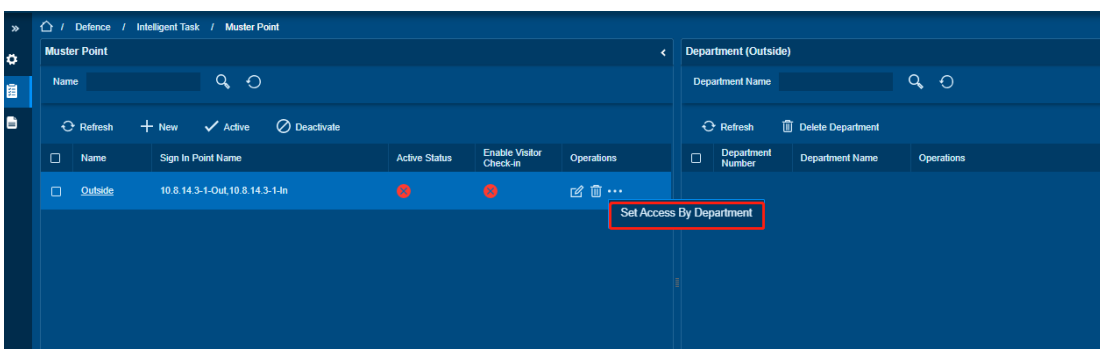 / Defence / Intelligent Task / Muster Point
Muster Point
Department (Outside)
Name
Department Name
Refresh New Active Deactivate
Refresh Delete Department
Name Sign In Point Name Active Status Enable Visitor Check-in Operations
Department Number Department Name Operations
Outside 10.8.14.3-1-Out,10.8.14.3-1-In
Set Access By Department